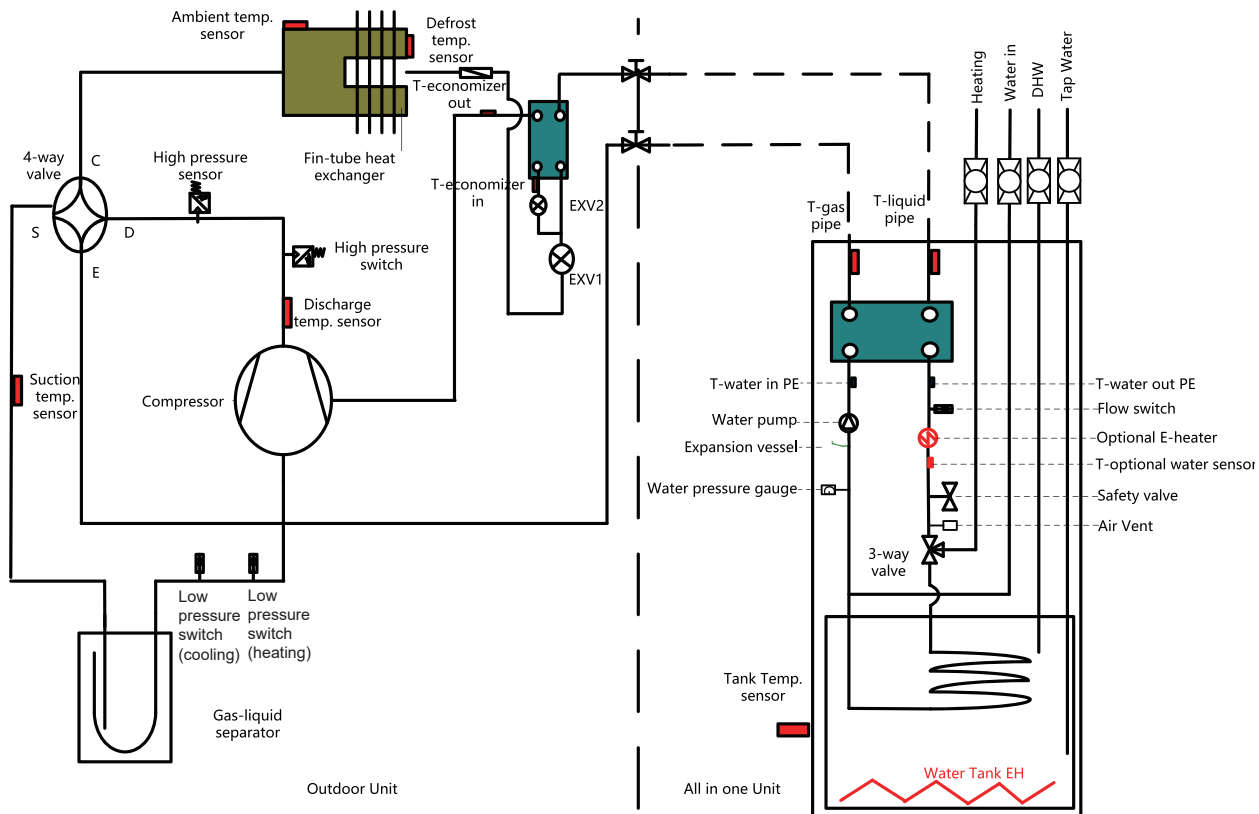 Ambient temp.
sensor
Defrost
temp.
sensor
T-economizer
out
Heating
Water in
DHW
Tap Water
4-way
valve
C
S
D
E
High pressure
sensor
Fin-tube heat
exchanger
T-economizer
in
EXV2
EXV1
High pressure
switch
Discharge
temp. sensor
T-gas
pipe
T-liquid
pipe
Suction
temp.
sensor
Compressor
T-water in PE
T-water out PE
Water pump
Flow switch
Expansion vessel
Optional E-heater
T-optional water sensor
Water pressure gauge
Safety valve
Air Vent
3-way
valve
Low
pressure
switch
(cooling)
Low
pressure
switch
(heating)
Tank Temp.
sensor
Gas-liquid
separator
Water Tank EH
Outdoor Unit
All in one Unit